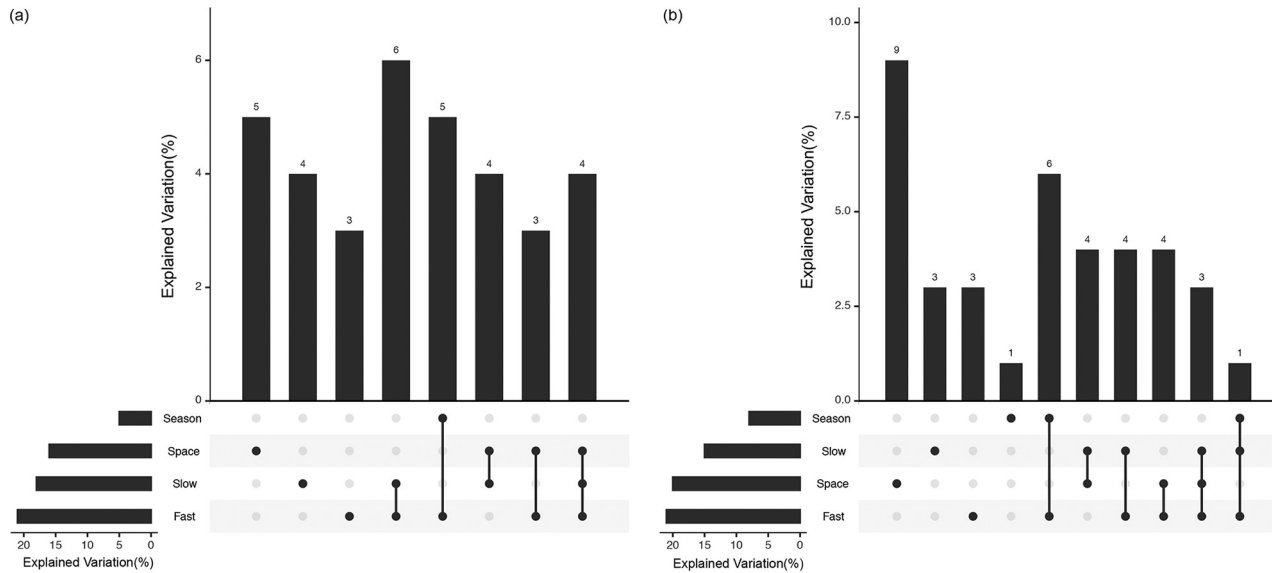 (a)
Explained Variation(%)
6
4
2
0
5
4
3
6
5
4
3
4
Season
Space
Slow
Fast
20 15 10 5 0
Explained Variation(%)
(b)
Explained Variation(%)
10.0
7.5
5.0
2.5
0.0
9
3
3
1
6
4
4
4
3
1
Season
Slow
Space
Fast
20 15 10 5 0
Explained Variation(%)